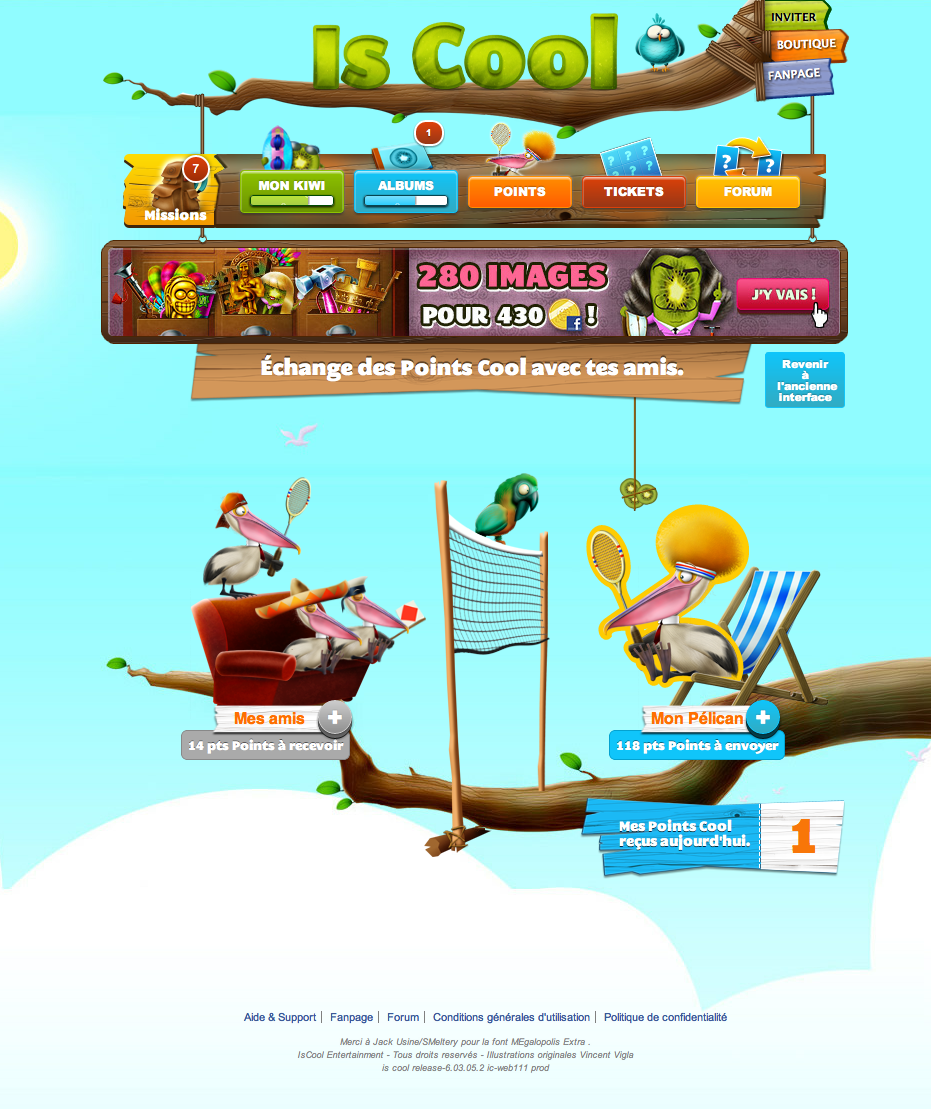 Is Cool
INVITER
BOUTIQUE
FANPAGE
7
Missions
MON KIWI
1
ALBUMS
POINTS
? ? ? ?
? ? ?
TICKETS
? ?
FORUM
280 IMAGES
POUR 430 f !
J'Y VAIS !
Échange des Points Cool avec tes amis.
Revenir
à
l'ancienne
Interface
Mes amis +
14 pts Points à recevoir
Mon Pélican +
118 pts Points à envoyer
Mes Points Cool
reçus aujourd'hui.
1
Aide & Support | Fanpage | Forum | Conditions générales d'utilisation | Politique de confidentialité
Merci à Jack Usine/SMeltery pour la font MEgalopolis Extra .
IsCool Entertainment - Tous droits reservés - Illustrations originales Vincent Vigla
is cool release-6.03.05.2 ic-web111 prod